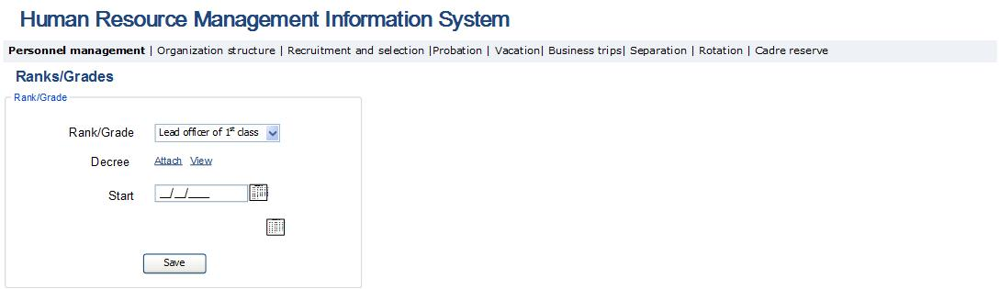 Human Resource Management Information System
Personnel management | Organization structure | Recruitment and selection |Probation | Vacation| Business trips| Separation | Rotation | Cadre reserve
Ranks/Grades
Rank/Grade
Rank/Grade Lead officer of 1st class
Decree Attach View
Start __/__/____
Save